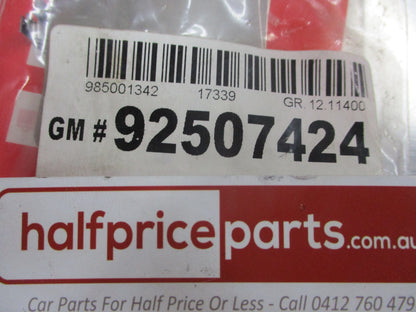 985001342 17339 GR. 12.11400
GM # 92507424
halfpriceparts.com.au
Car Parts For Half Price Or Less - Call 0412 760 479